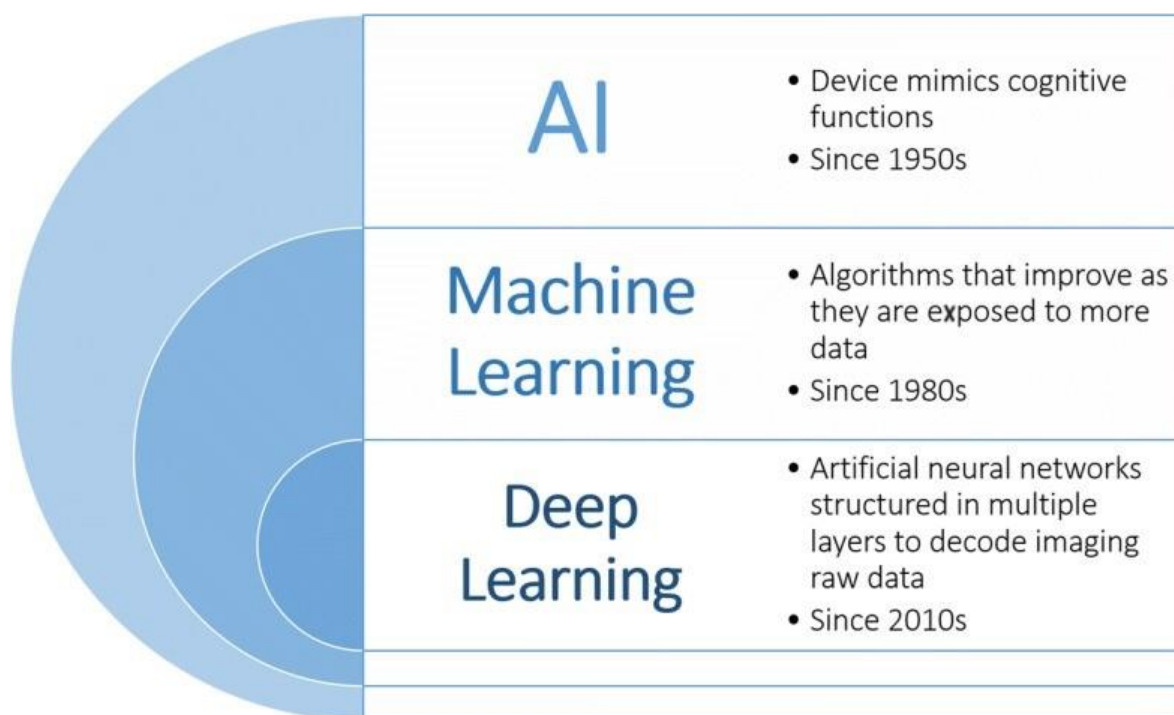 AI
• Device mimics cognitive
functions
• Since 1950s
Machine
Learning
• Algorithms that improve as
they are exposed to more
data
• Since 1980s
Deep
Learning
• Artificial neural networks
structured in multiple
layers to decode imaging
raw data
• Since 2010s